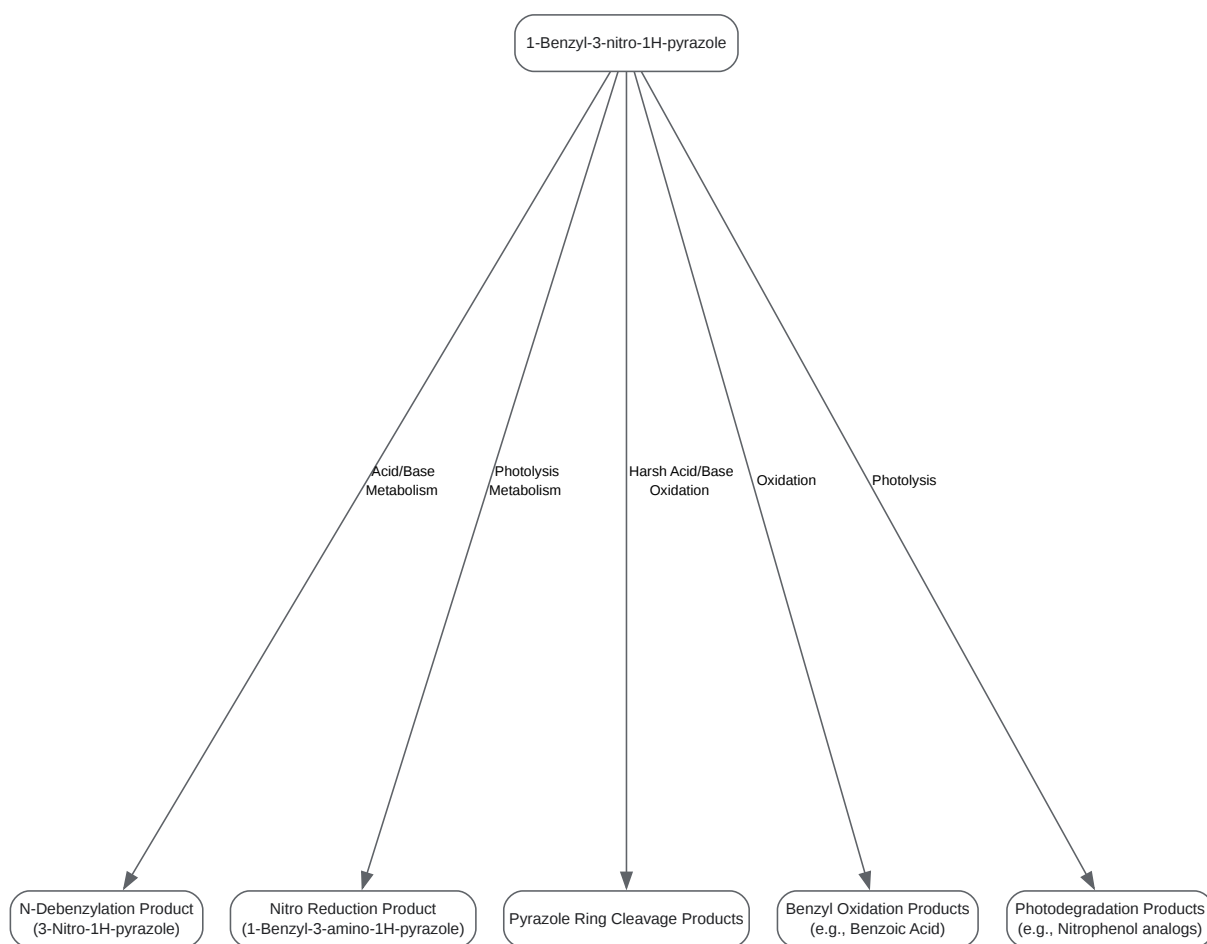 1-Benzyl-3-nitro-1H-pyrazole
Acid/Base
Metabolism
Photolysis
Metabolism
Harsh Acid/Base
Oxidation
Oxidation
Photolysis
N-Debenzylation Product
(3-Nitro-1H-pyrazole)
Nitro Reduction Product
(1-Benzyl-3-amino-1H-pyrazole)
Pyrazole Ring Cleavage Products
Benzyl Oxidation Products
(e.g., Benzoic Acid)
Photodegradation Products
(e.g., Nitrophenol analogs)